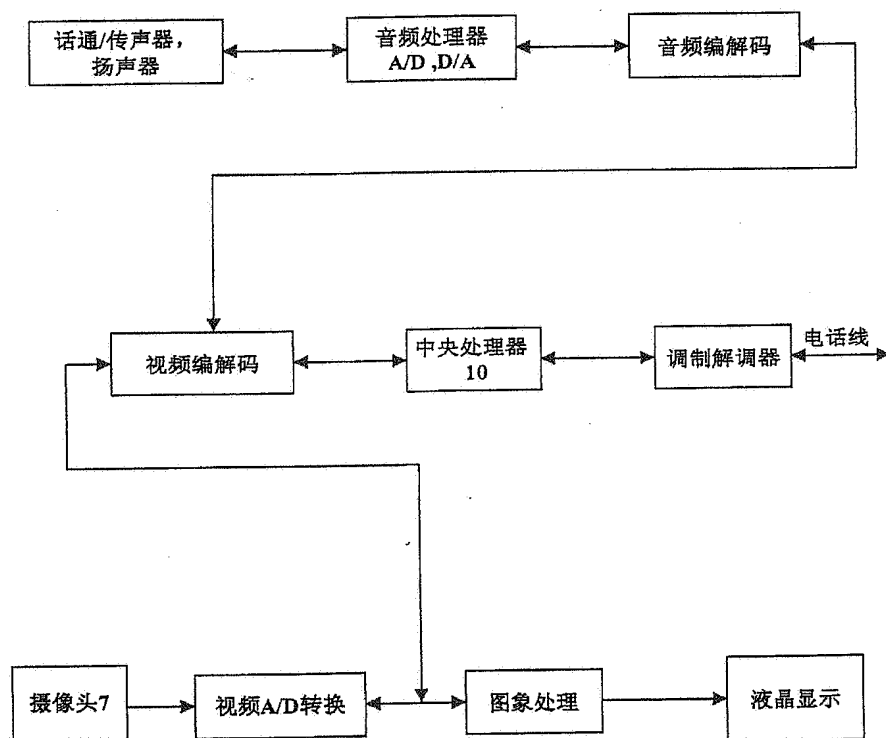 话通/传声器，
扬声器
音频处理器
A/D ,D/A
音频编解码
视频编解码
中央处理器
10
调制解调器
电话线
摄像头7
视频A/D转换
图象处理
液晶显示